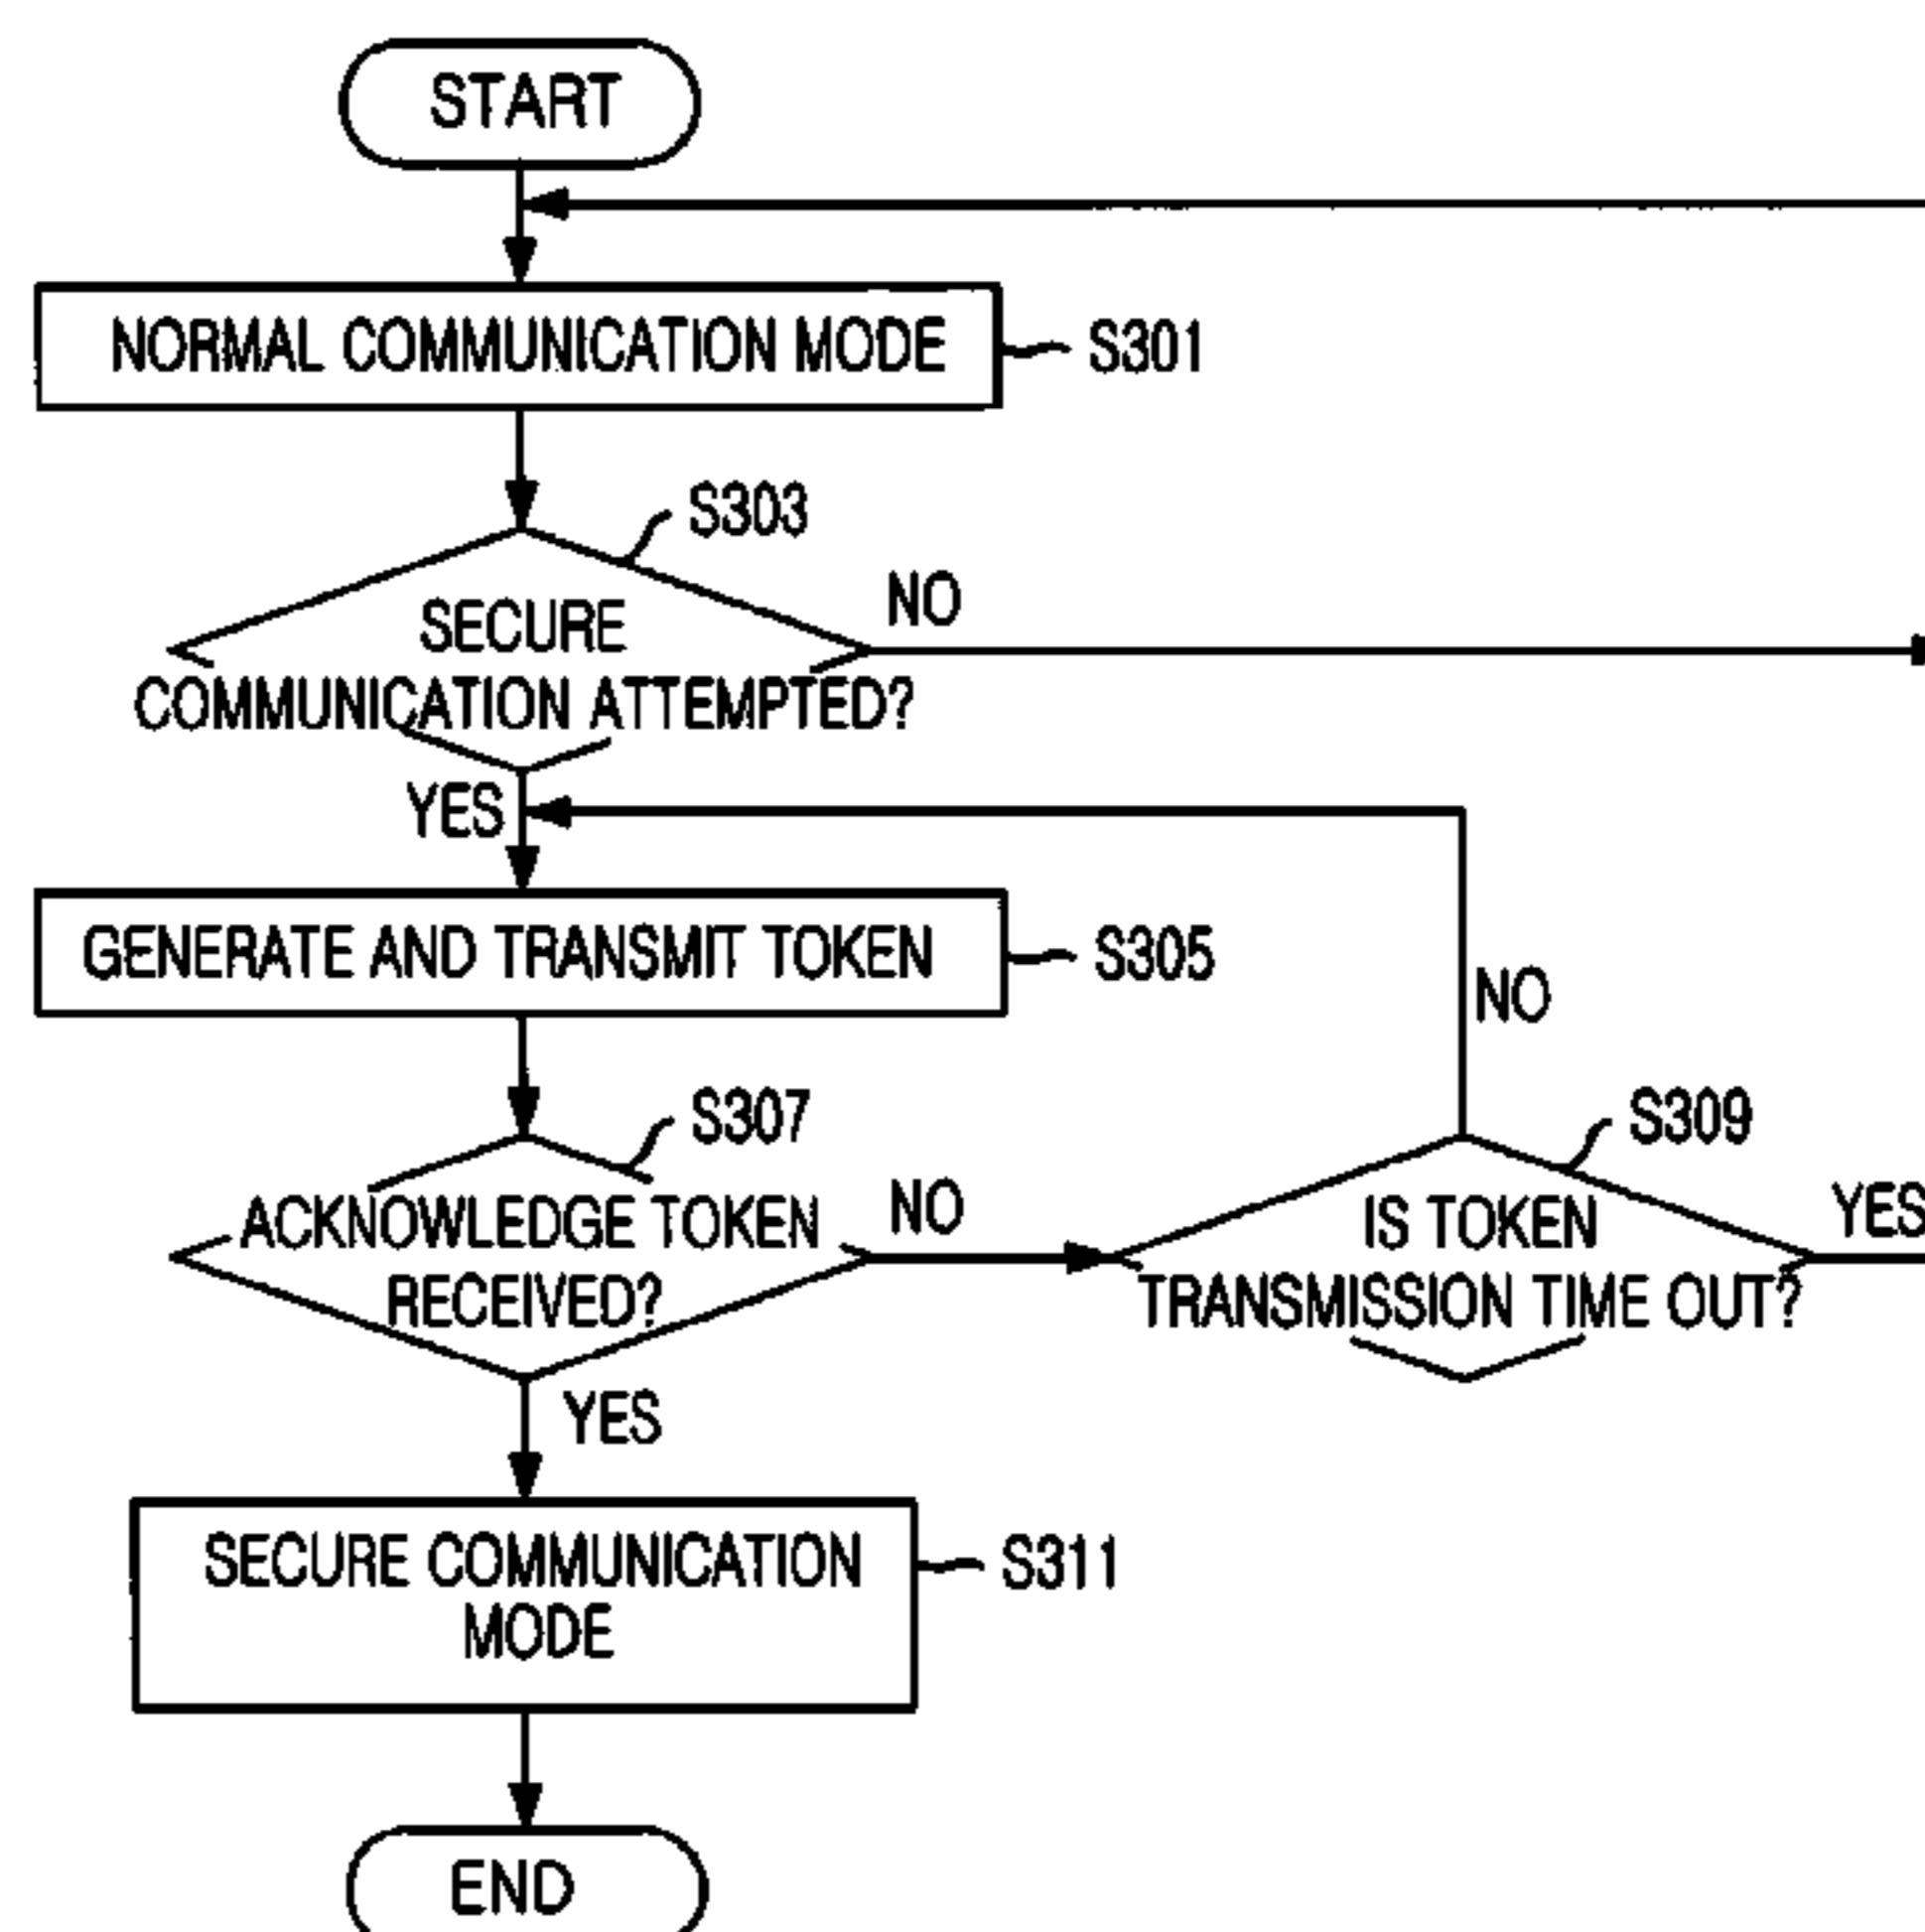 START
NORMAL COMMUNICATION MODE
S301
S303
SECURE
COMMUNICATION ATTEMPTED?
NO
YES
GENERATE AND TRANSMIT TOKEN
S305
NO
S307
ACKNOWLEDGE TOKEN
RECEIVED?
NO
S309
IS TOKEN
TRANSMISSION TIME OUT?
YES
YES
SECURE COMMUNICATION
MODE
S311
END